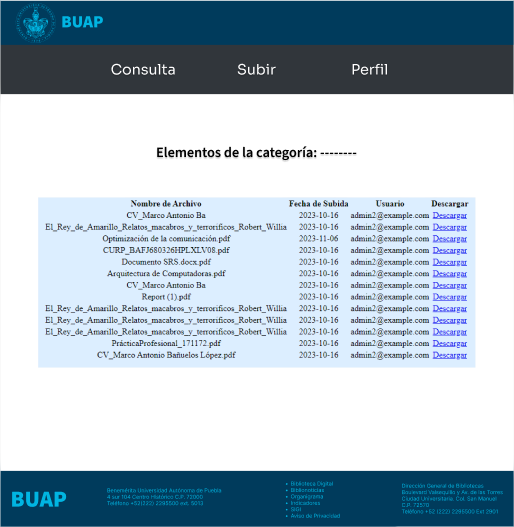 BUAP
Consulta Subir Perfil
Elementos de la categoría: --------
Nombre de Archivo Fecha de Subida Usuario Descargar
CV_Marco Antonio Ba 2023-10-16 admin2@example.com Descargar
El_Rey_de_Amarillo_Relatos_macabros_y_terrorificos_Robert_Willia 2023-10-16 admin2@example.com Descargar
Optimización de la comunicación.pdf 2023-11-06 admin2@example.com Descargar
CURP_BAFJ680326HPLXLV08.pdf 2023-10-16 admin2@example.com Descargar
Documento SRS.docx.pdf 2023-10-16 admin2@example.com Descargar
Arquitectura de Computadoras.pdf 2023-10-16 admin2@example.com Descargar
CV_Marco Antonio Ba 2023-10-16 admin2@example.com Descargar
Report (1).pdf 2023-10-16 admin2@example.com Descargar
El_Rey_de_Amarillo_Relatos_macabros_y_terrorificos_Robert_Willia 2023-10-16 admin2@example.com Descargar
El_Rey_de_Amarillo_Relatos_macabros_y_terrorificos_Robert_Willia 2023-10-16 admin2@example.com Descargar
El_Rey_de_Amarillo_Relatos_macabros_y_terrorificos_Robert_Willia 2023-10-16 admin2@example.com Descargar
PrácticaProfesional_171172.pdf 2023-10-16 admin2@example.com Descargar
CV_Marco Antonio Bañuelos López.pdf 2023-10-16 admin2@example.com Descargar
BUAP
Benemérita Universidad Autónoma de Puebla
4 sur 104 Centro Histórico C.P. 72000
Teléfono +52(222) 2295500 ext. 5013
• Biblioteca Digital
• Biblionoticias
• Organigrama
• Indicadores
• SIGI
• Aviso de Privacidad
Dirección General de Bibliotecas
Boulevard Valsequillo y Av. de las Torres
Ciudad Universitaria, Col. San Manuel
C.P. 72570
Teléfono +52 (222) 2295500 Ext 2901